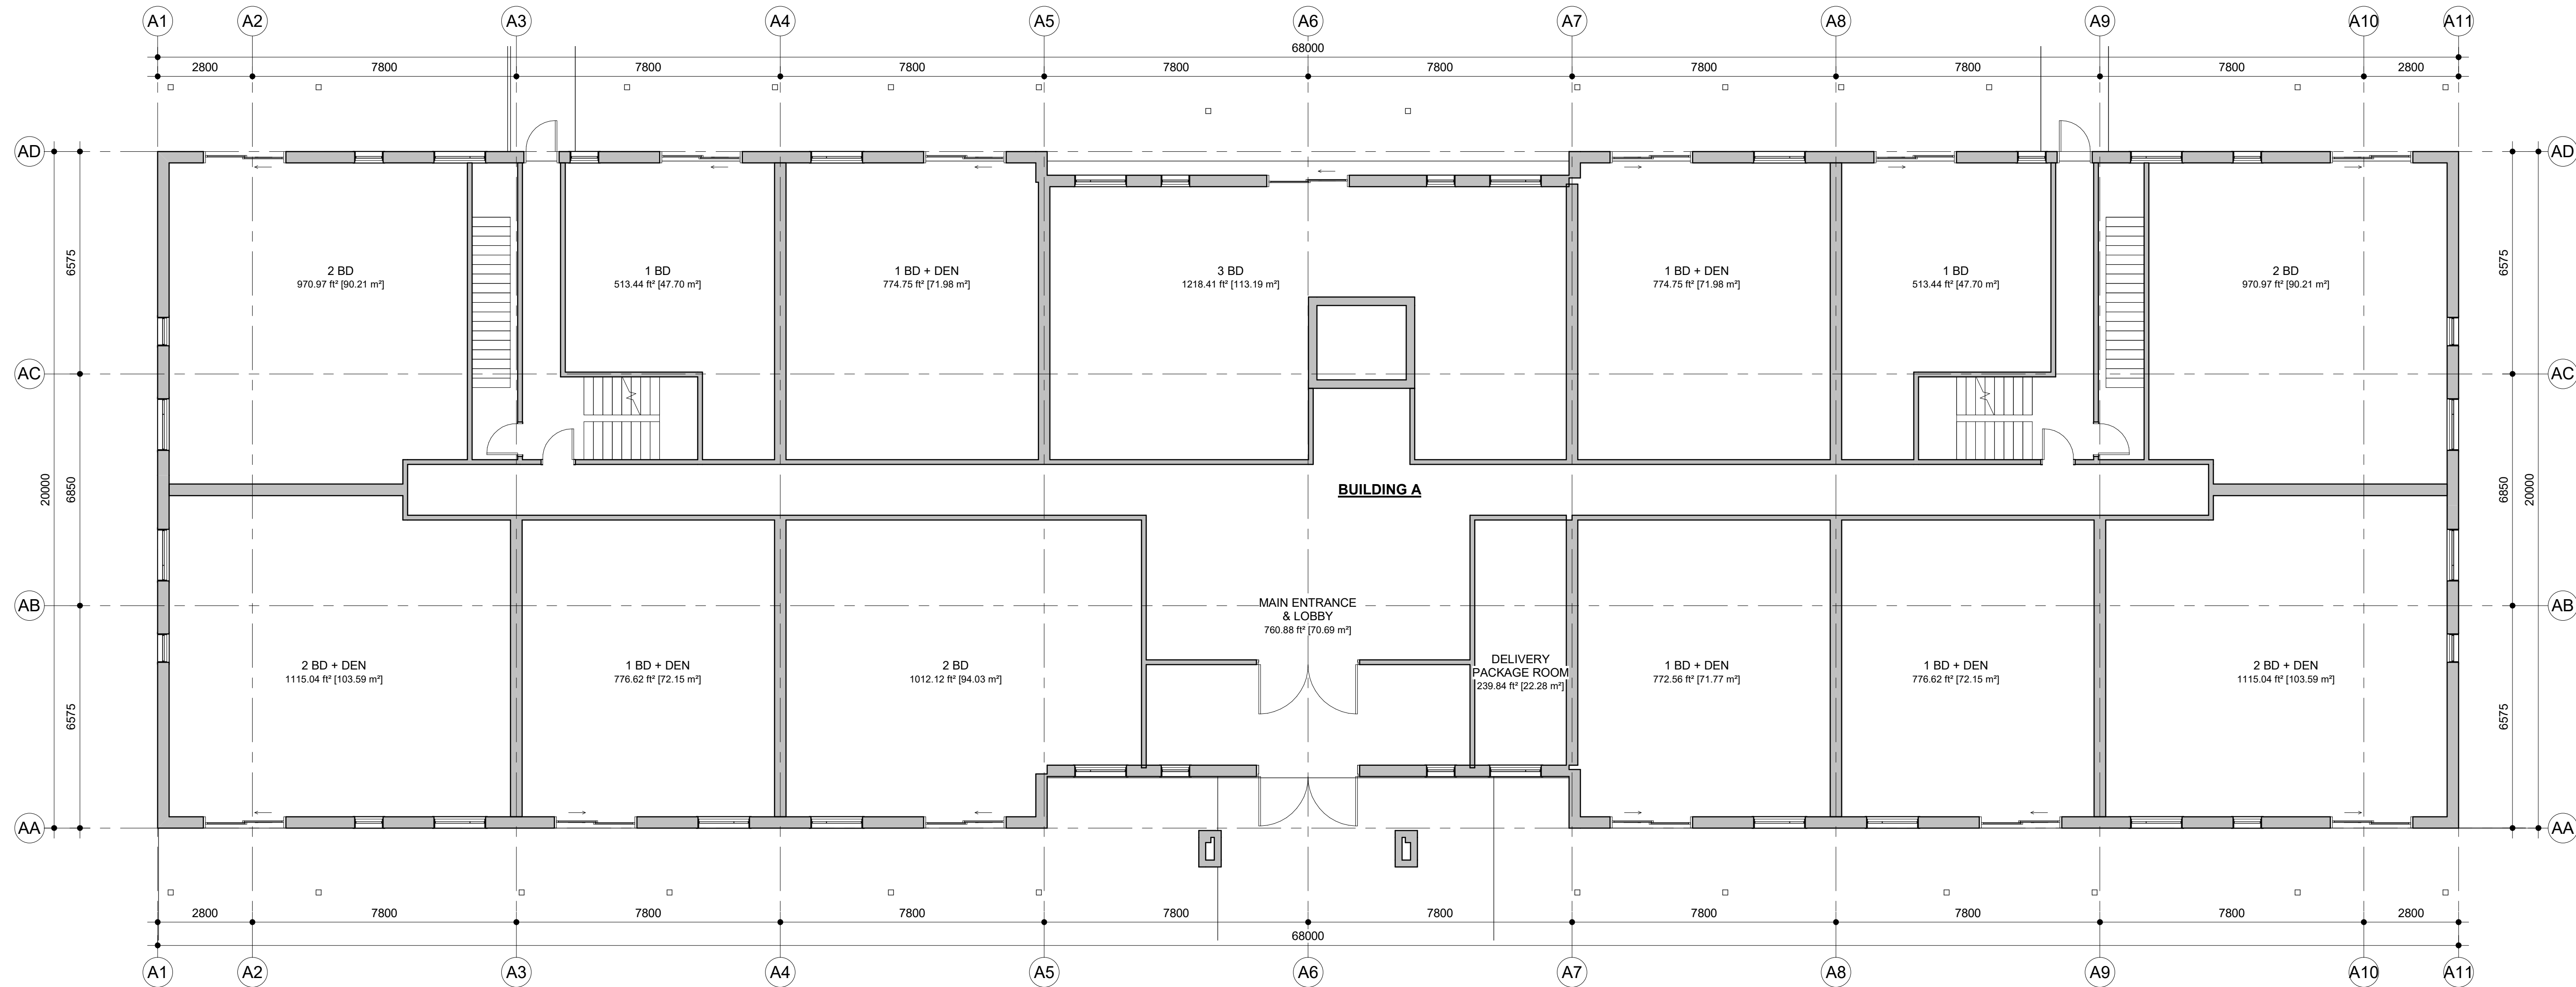 A1 A2 A3 A4 A5 A6 A7 A8 A9 A10 A11
68000
2800 7800 7800 7800 7800 7800 7800 7800 7800 2800
AD AD
6575 6575
2 BD 1 BD 1 BD + DEN 3 BD 1 BD + DEN 1 BD 2 BD
970.97 ft² [90.21 m²] 513.44 ft² [47.70 m²] 774.75 ft² [71.98 m²] 1218.41 ft² [113.19 m²] 774.75 ft² [71.98 m²] 513.44 ft² [47.70 m²] 970.97 ft² [90.21 m²]
AC AC
20000 6850 BUILDING A 6850 20000
AB AB
MAIN ENTRANCE
& LOBBY
760.88 ft² [70.69 m²]
DELIVERY
PACKAGE ROOM
239.84 ft² [22.28 m²]
2 BD + DEN 1 BD + DEN 2 BD 1 BD + DEN 1 BD + DEN 2 BD + DEN
1115.04 ft² [103.59 m²] 776.62 ft² [72.15 m²] 1012.12 ft² [94.03 m²] 772.56 ft² [71.77 m²] 776.62 ft² [72.15 m²] 1115.04 ft² [103.59 m²]
6575 6575
AA AA
2800 7800 7800 7800 7800 7800 7800 7800 7800 2800
68000
A1 A2 A3 A4 A5 A6 A7 A8 A9 A10 A11